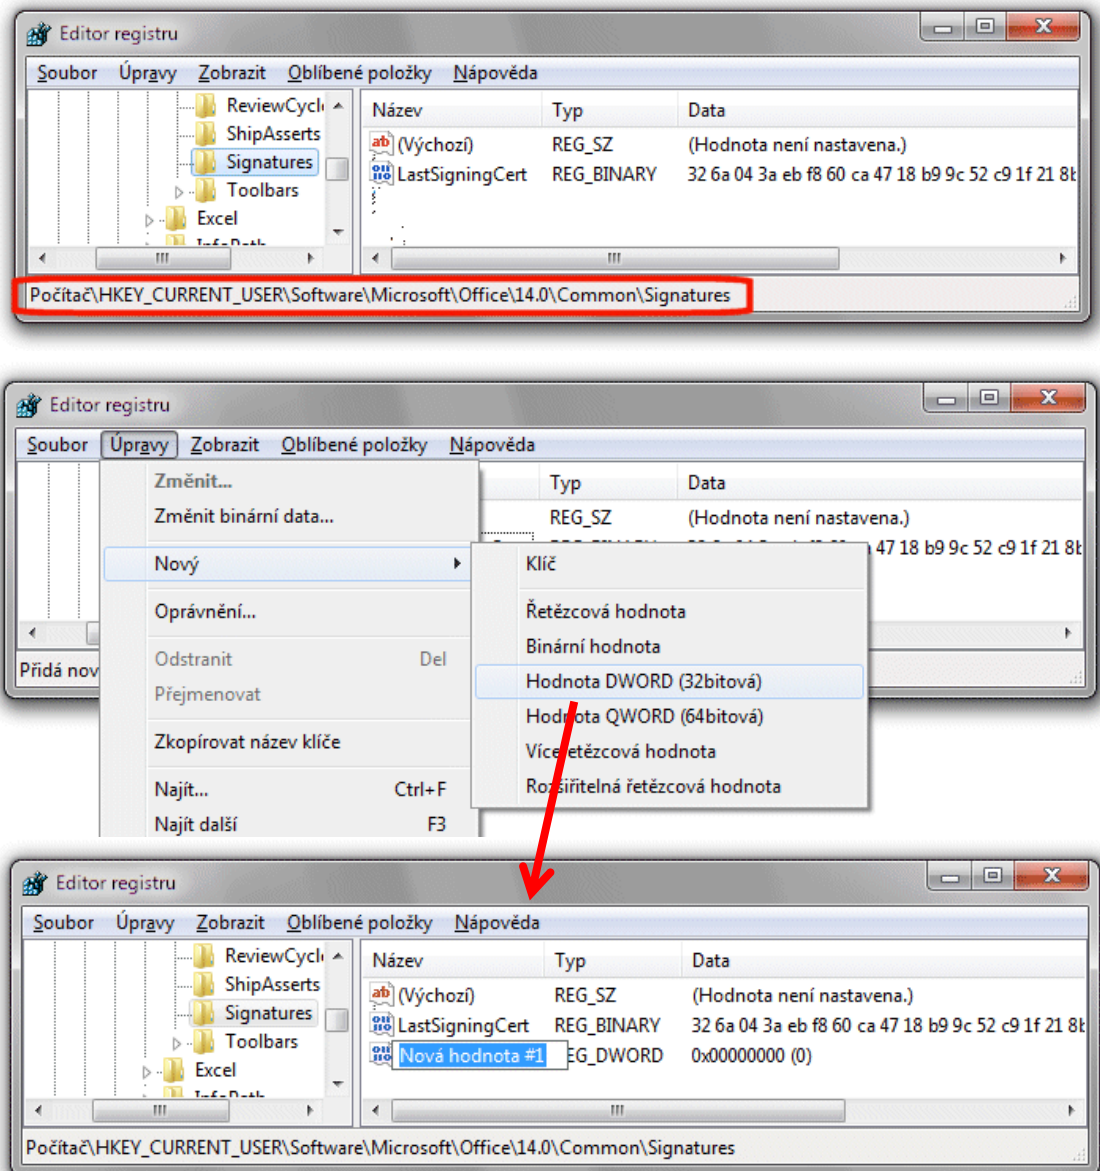 Editor registru
Soubor Úpravy Zobrazit Oblíbené položky Nápověda
ReviewCycl
ShipAsserts
Signatures
Toolbars
Excel
Název Typ Data
(Výchozí) REG_SZ (Hodnota není nastavena.)
LastSigningCert REG_BINARY 32 6a 04 3a eb f8 60 ca 47 18 b9 9c 52 c9 1f 21 8b
Počítač\HKEY_CURRENT_USER\Software\Microsoft\Office\14.0\Common\Signatures
Editor registru
Soubor Úpravy Zobrazit Oblíbené položky Nápověda
Typ Data
REG_SZ (Hodnota není nastavena.)
47 18 b9 9c 52 c9 1f 21 8b
Změnit...
Změnit binární data...
Nový
Oprávnění...
Odstranit Del
Přejmenovat
Zkopírovat název klíče
Najít... Ctrl+F
Najít další F3
Klíč
Řetězcová hodnota
Binární hodnota
Hodnota DWORD (32bitová)
Hodnota QWORD (64bitová)
Víceřetězcová hodnota
Rozšiřitelná řetězcová hodnota
Přidá nov
Editor registru
Soubor Úpravy Zobrazit Oblíbené položky Nápověda
ReviewCycl
ShipAsserts
Signatures
Toolbars
Excel
Název Typ Data
(Výchozí) REG_SZ (Hodnota není nastavena.)
LastSigningCert REG_BINARY 32 6a 04 3a eb f8 60 ca 47 18 b9 9c 52 c9 1f 21 8b
Nová hodnota #1 EG_DWORD 0x00000000 (0)
Počítač\HKEY_CURRENT_USER\Software\Microsoft\Office\14.0\Common\Signatures